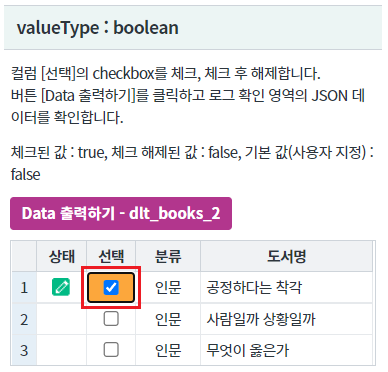 valueType : boolean
컬럼 [선택]의 checkbox를 체크, 체크 후 해제합니다.
버튼 [Data 출력하기]를 클릭하고 로그 확인 영역의 JSON 데
이터를 확인합니다.
체크된 값 : true, 체크 해제된 값 : false, 기본 값(사용자 지정) :
false
Data 출력하기 - dlt_books_2
상태 선택 분류 도서명
1 인문 공정하다는 착각
2 인문 사람일까 상황일까
3 인문 무엇이 옳은가